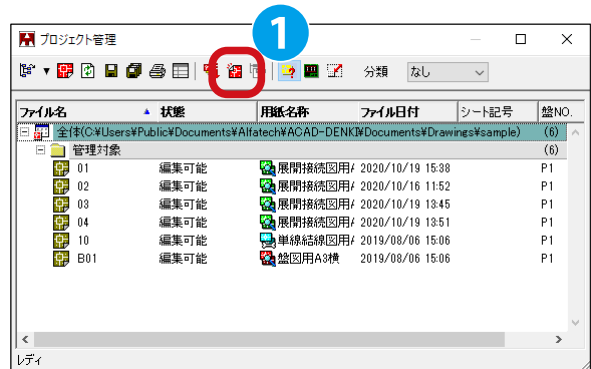 1
プロジェクト管理
分類 なし
ファイル名 状態 用紙名称 ファイル日付 シート記号 盤NO.
全体(C:¥Users¥Public¥Documents¥Alfatech¥ACAD-DENKI¥Documents¥Drawings¥sample) (6)
管理対象 (6)
01 編集可能 展開接続図用A 2020/10/19 15:38 P1
02 編集可能 展開接続図用A 2020/10/16 11:52 P1
03 編集可能 展開接続図用A 2020/10/19 13:45 P1
04 編集可能 展開接続図用A 2020/10/19 13:51 P1
10 編集可能 単線結線図用A 2019/08/06 15:06 P1
B01 編集可能 盤図用A3横 2019/08/06 15:06 P1
レディ